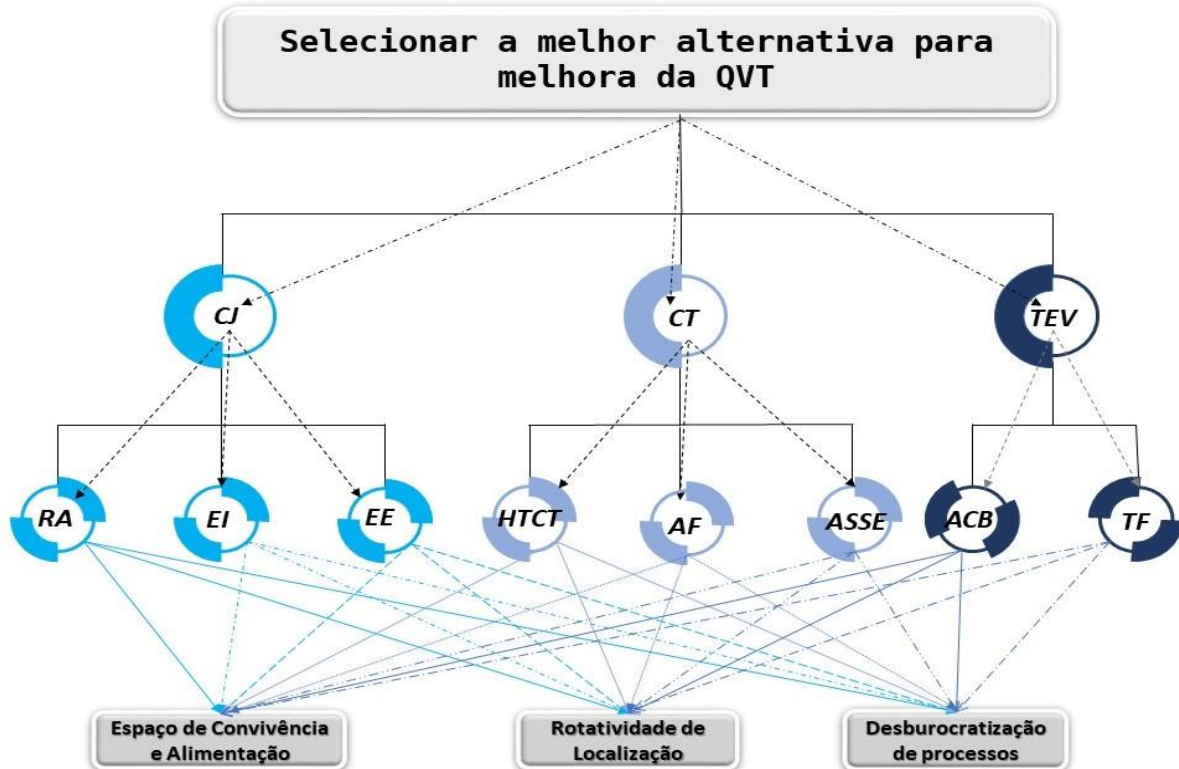 Selecionar a melhor alternativa para
melhora da QVT
CJ
CT
TEV
RA
EI
EE
HTCT
AF
ASSE
ACB
TF
Espaço de Convivência
e Alimentação
Rotatividade de
Localização
Desburocratização
de processos